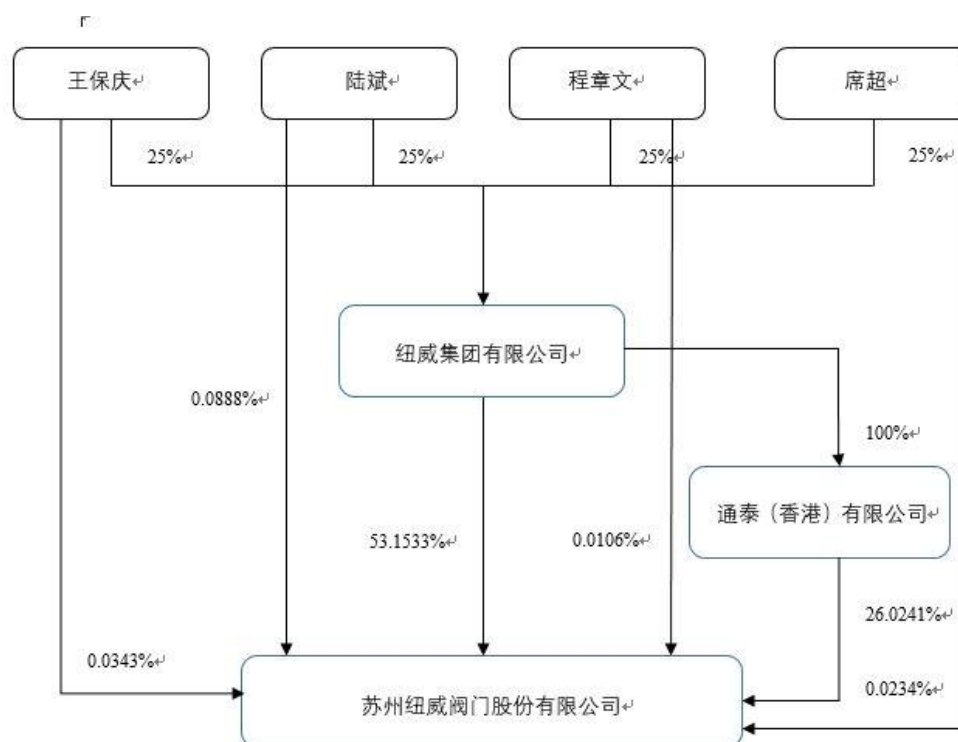 王保庆
陆斌
程章文
席超
25%
25%
25%
25%
纽威集团有限公司
0.0888%
100%
通泰（香港）有限公司
53.1533%
0.0106%
26.0241%
0.0343%
0.0234%
苏州纽威阀门股份有限公司